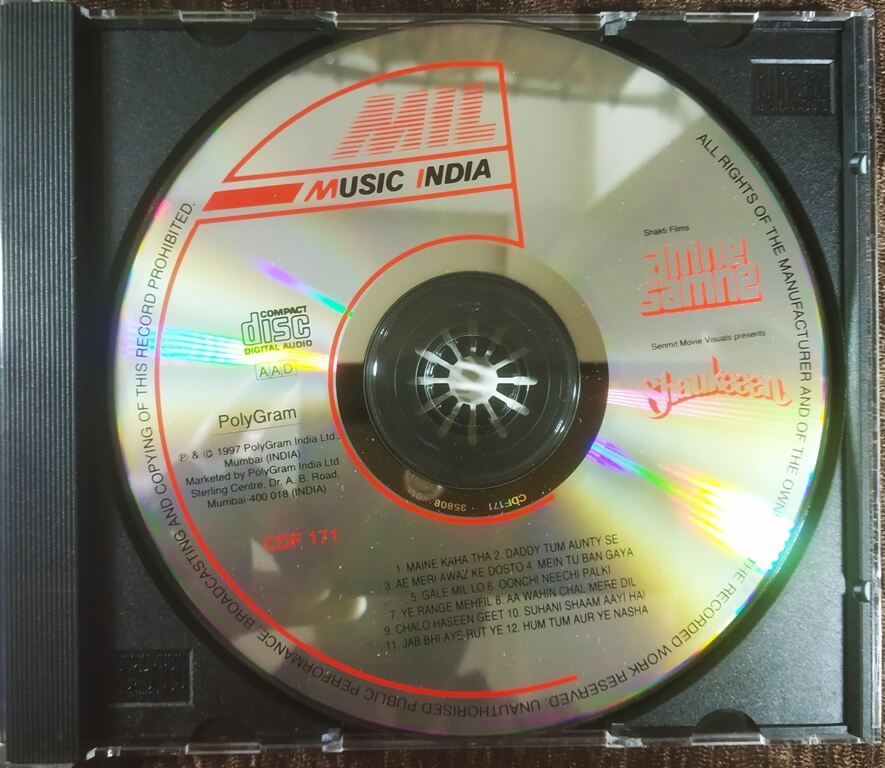 MIL
MUSIC INDIA
ALL RIGHTS OF THE MANUFACTURER AND OF THE OWNE
THE RECORDED WORK RESERVED. UNAUTHORISED PUBLIC PERFORMANCE, BROADCASTING AND COPYING OF THIS RECORD PROHIBITED.
Shakti Films
amne
samne
Senmit Movie Visuals presents
shaukeeen
COMPACT
disc
DIGITAL AUDIO
AAD
PolyGram
℗ & © 1997 PolyGram India Ltd.
Mumbai (INDIA)
Marketed by PolyGram India Ltd.
Sterling Centre, Dr. A. B. Road,
Mumbai-400 018 (INDIA)
CDF 171
CDF171 35808
1. MAINE KAHA THA 2. DADDY TUM AUNTY SE
3. AE MERI AWAZ KE DOSTO 4. MEIN TU BAN GAYA
5. GALE MIL LO 6. OONCHI NEECHI PALKI
7. YE RANGE MEHFIL 8. AA WAHIN CHAL MERE DIL
9. CHALO HASEEN GEET 10. SUHANI SHAAM AAYI HAI
11. JAB BHI AYE RUT YE 12. HUM TUM AUR YE NASHA